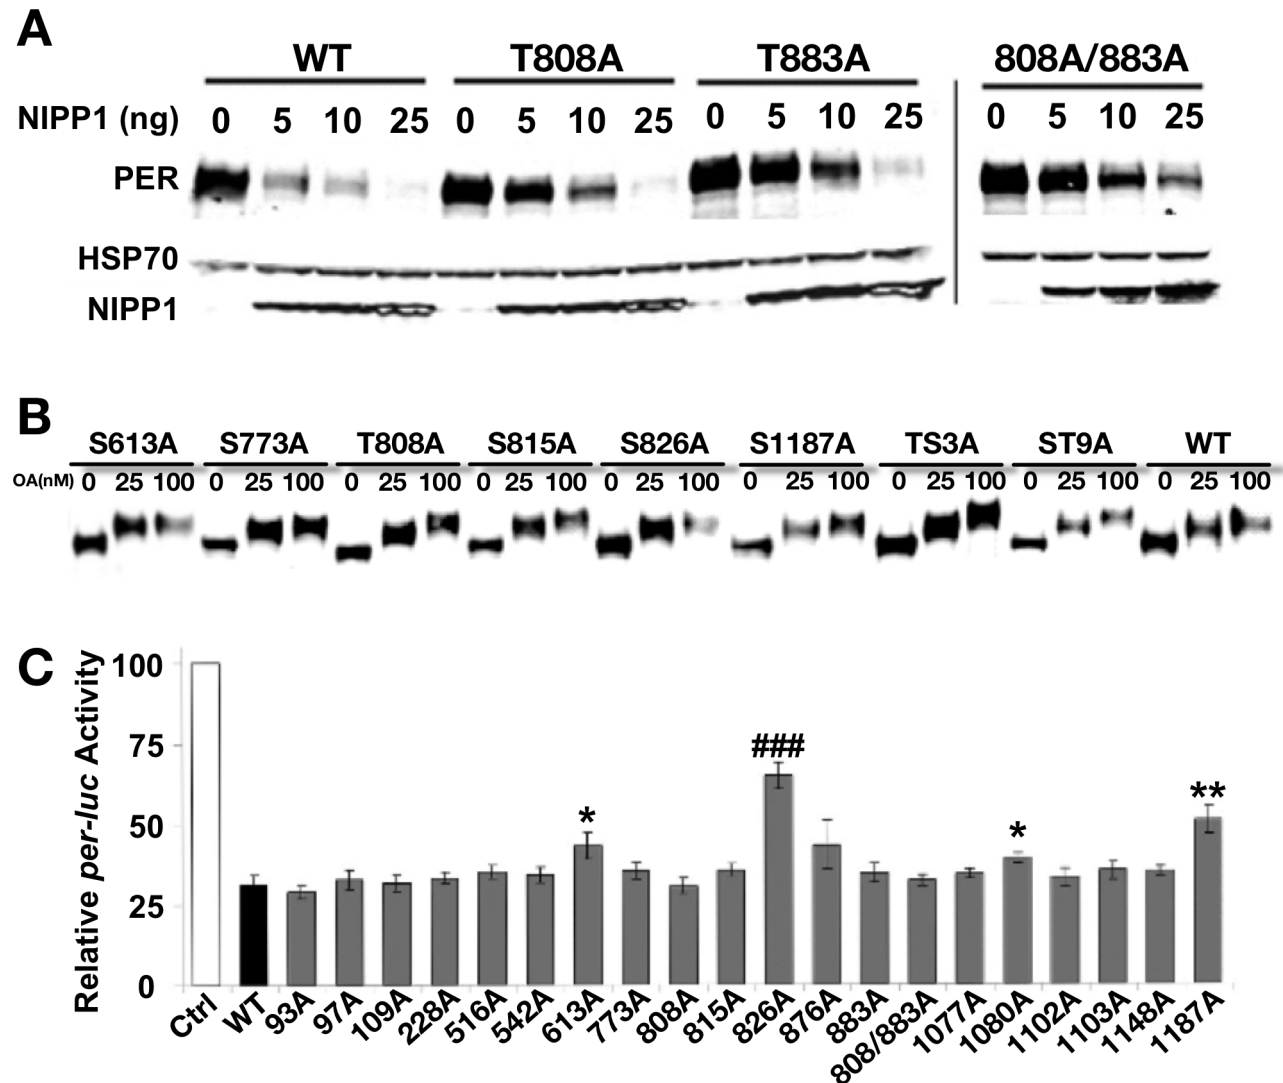 A
WT T808A T883A 808A/883A
NIPP1 (ng) 0 5 10 25 0 5 10 25 0 5 10 25 0 5 10 25
PER
HSP70
NIPP1
B
S613A S773A T808A S815A S826A S1187A TS3A ST9A WT
OA(nM) 0 25 100 0 25 100 0 25 100 0 25 100 0 25 100 0 25 100 0 25 100 0 25 100 0 25 100
C
Relative per-luc Activity
100
75
50
25
0
* ### * **
Ctrl WT 93A 97A 109A 228A 516A 542A 613A 773A 808A 815A 826A 876A 883A 808/883A 1077A 1080A 1102A 1103A 1148A 1187A